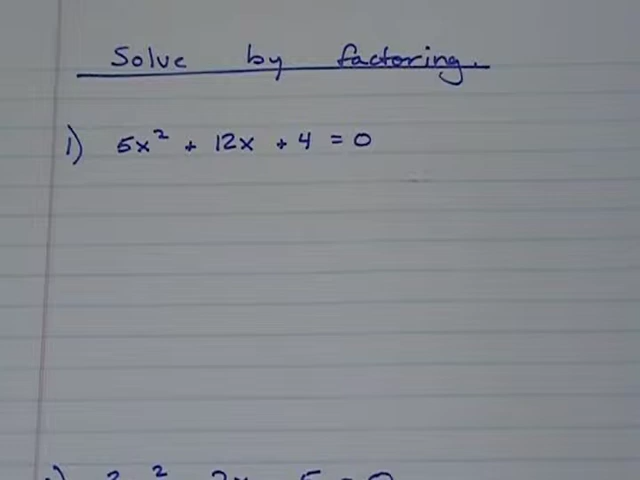 Solve by factoring.
1) 5x² + 12x + 4 = 0